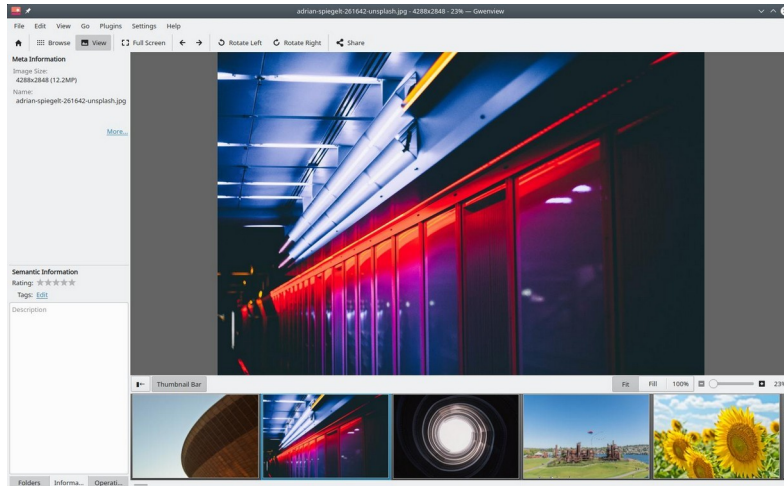 adrian-spiegelt-261642-unsplash.jpg - 4288x2848 - 23% — Gwenview
File Edit View Go Plugins Settings Help
Browse View Full Screen Rotate Left Rotate Right Share
Meta Information
Image Size:
4288x2848 (12.2MP)
Name:
adrian-spiegelt-261642-unsplash.jpg
More...
Semantic Information
Rating:
Tags: Edit
Description
Thumbnail Bar Fit Fill 100% 23%
Folders Informa... Operati...